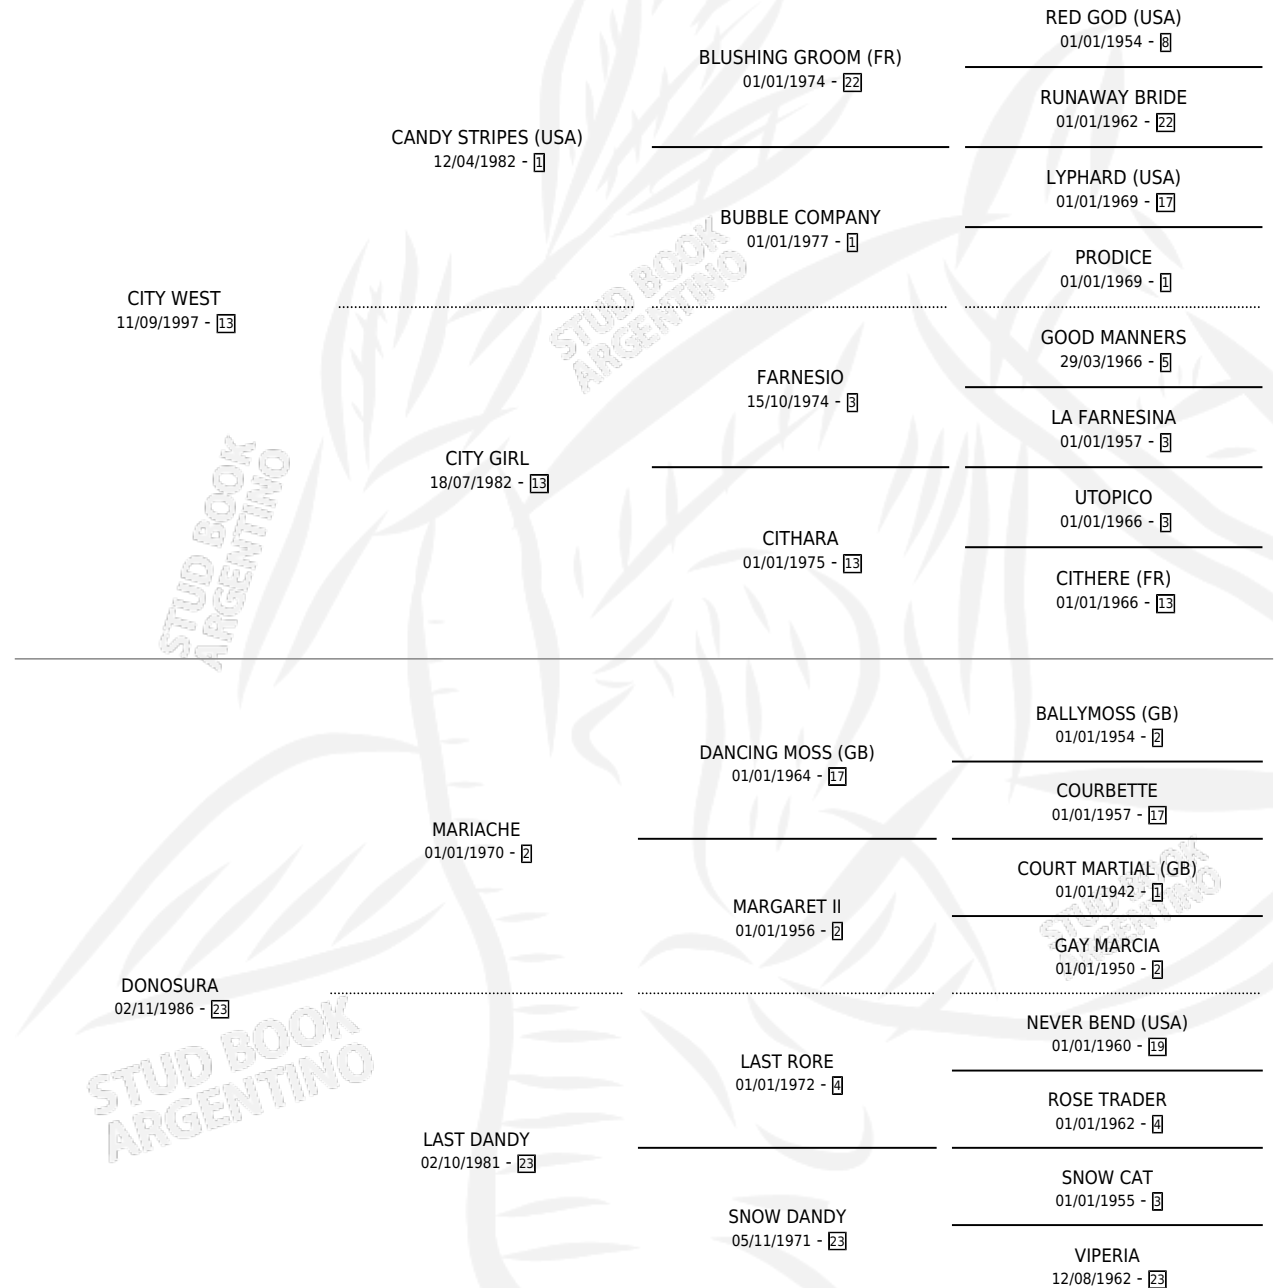 RED GOD (USA)
01/01/1954 - 8
BLUSHING GROOM (FR)
01/01/1974 - 22
RUNAWAY BRIDE
01/01/1962 - 22
CANDY STRIPES (USA)
12/04/1982 - 1
LYPHARD (USA)
01/01/1969 - 17
BUBBLE COMPANY
01/01/1977 - 1
PRODICE
01/01/1969 - 1
CITY WEST
11/09/1997 - 13
STUD BOOK
ARGENTINO
GOOD MANNERS
29/03/1966 - 5
FARNESIO
15/10/1974 - 3
LA FARNESINA
01/01/1957 - 3
CITY GIRL
18/07/1982 - 13
UTOPICO
01/01/1966 - 3
CITHARA
01/01/1975 - 13
CITHERE (FR)
01/01/1966 - 13
STUD BOOK
ARGENTINO
BALLYMOSS (GB)
01/01/1954 - 2
DANCING MOSS (GB)
01/01/1964 - 17
COURBETTE
01/01/1957 - 17
MARIACHE
01/01/1970 - 2
COURT MARTIAL (GB)
01/01/1942 - 1
MARGARET II
01/01/1956 - 2
STUD BOOK
ARGENTINO
GAY MARCIA
01/01/1950 - 2
DONOSURA
02/11/1986 - 23
NEVER BEND (USA)
01/01/1960 - 19
LAST RORE
01/01/1972 - 4
ROSE TRADER
01/01/1962 - 4
STUD BOOK
ARGENTINO
LAST DANDY
02/10/1981 - 23
SNOW CAT
01/01/1955 - 3
SNOW DANDY
05/11/1971 - 23
VIPERIA
12/08/1962 - 23